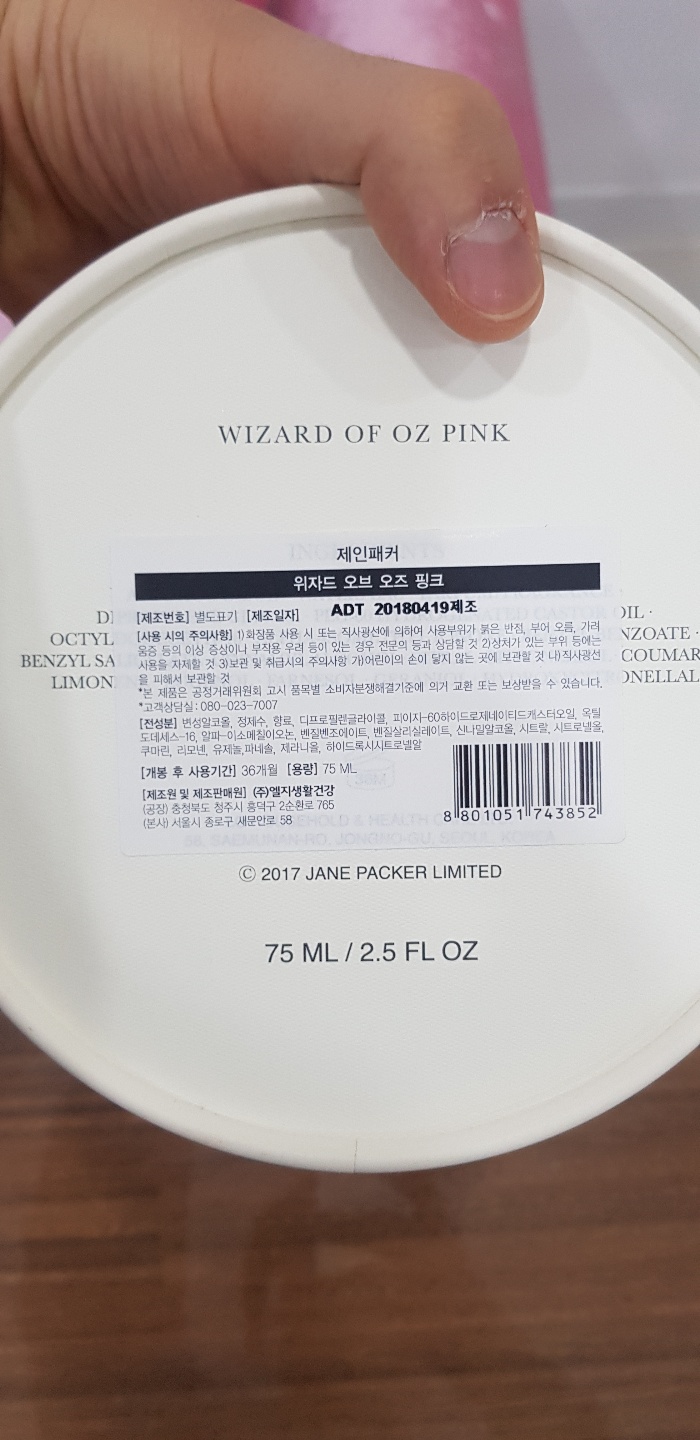 WIZARD OF OZ PINK
제인패커
위자드 오브 오즈 핑크
[제조번호] 별도표기 [제조일자] ADT 20180419제조
[사용 시의 주의사항] 1)화장품 사용 시 또는 직사광선에 의하여 사용부위가 붉은 반점, 부어 오름, 가려
움증 등의 이상 증상이나 부작용 우려 등이 있는 경우 전문의 등과 상담할 것 2)상처가 있는 부위 등에는
사용을 자제할 것 3)보관 및 취급시의 주의사항 가)어린이의 손이 닿지 않는 곳에 보관할 것 나)직사광선
을 피해서 보관할 것
*본 제품은 공정거래위원회 고시 품목별 소비자분쟁해결기준에 의거 교환 또는 보상받을 수 있습니다.
*고객상담실: 080-023-7007
[전성분] 변성알코올, 정제수, 향료, 디프로필렌글라이콜, 피이지-60하이드로제네이티드캐스터오일, 옥틸
도데세스-16, 알파-이소메칠이오논, 벤질벤조에이트, 벤질살리실레이트, 신나밀알코올, 시트랄, 시트로넬올,
쿠마린, 리모넨, 유제놀,파네솔, 제라니올, 하이드록시시트로넬알
[개봉 후 사용기간] 36개월 [용량] 75 ML
[제조원 및 제조판매원] (주)엘지생활건강
(공장) 충청북도 청주시 흥덕구 2순환로 765
(본사) 서울시 종로구 새문안로 58
8 801051 743852
OIL ·
OCTYL NZOATE ·
BENZYL SA COUMAR
LIMON ONELLAL
58, SAEMUNAN-RO, JONGNO-GU, SEOUL, KOREA
© 2017 JANE PACKER LIMITED
75 ML / 2.5 FL OZ